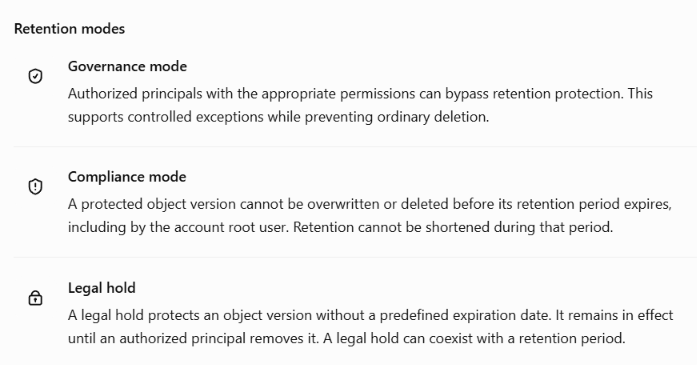 Retention modes
Governance mode
Authorized principals with the appropriate permissions can bypass retention protection. This
supports controlled exceptions while preventing ordinary deletion.
Compliance mode
A protected object version cannot be overwritten or deleted before its retention period expires,
including by the account root user. Retention cannot be shortened during that period.
Legal hold
A legal hold protects an object version without a predefined expiration date. It remains in effect
until an authorized principal removes it. A legal hold can coexist with a retention period.